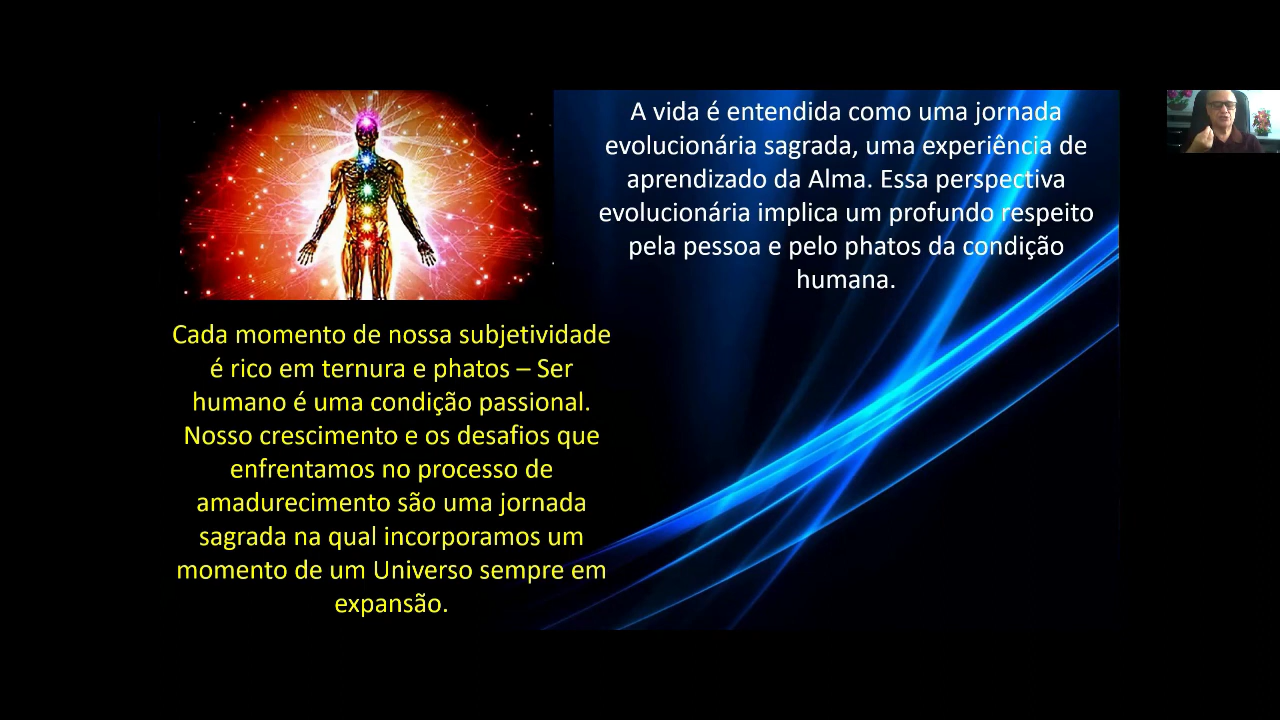 A vida é entendida como uma jornada
evolucionária sagrada, uma experiência de
aprendizado da Alma. Essa perspectiva
evolucionária implica um profundo respeito
pela pessoa e pelo phatos da condição
humana.
Cada momento de nossa subjetividade
é rico em ternura e phatos – Ser
humano é uma condição passional.
Nosso crescimento e os desafios que
enfrentamos no processo de
amadurecimento são uma jornada
sagrada na qual incorporamos um
momento de um Universo sempre em
expansão.